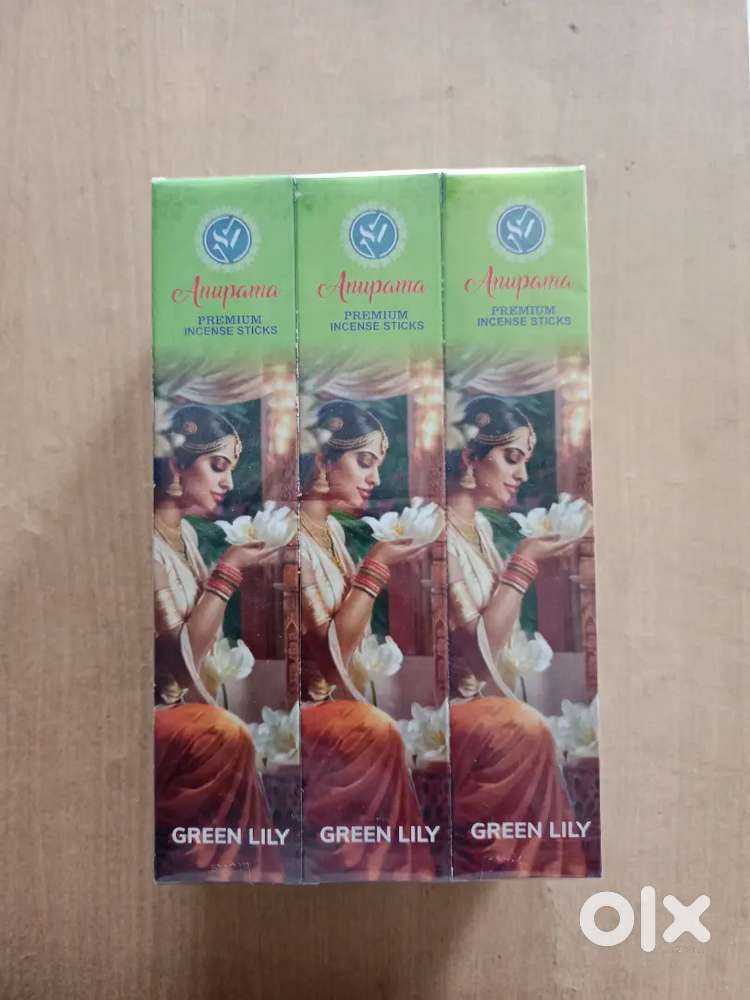 Anupama
PREMIUM
INCENSE STICKS
GREEN LILY
Anupama
PREMIUM
INCENSE STICKS
GREEN LILY
Anupama
PREMIUM
INCENSE STICKS
GREEN LILY
olx